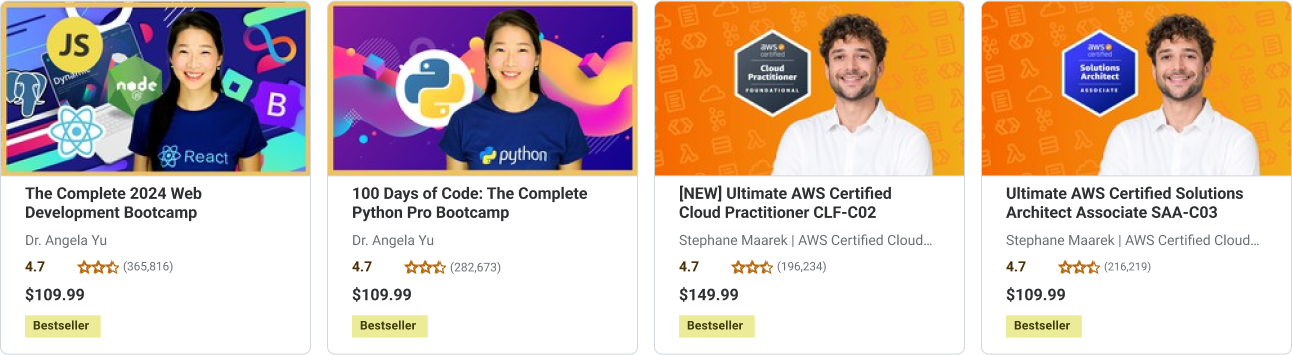 JS
Dynamic
node
JS
B
React
The Complete 2024 Web
Development Bootcamp
Dr. Angela Yu
4.7
(365,816)
$109.99
Bestseller
python
100 Days of Code: The Complete
Python Pro Bootcamp
Dr. Angela Yu
4.7
(282,673)
$109.99
Bestseller
aws
certified
Cloud
Practitioner
FOUNDATIONAL
[NEW] Ultimate AWS Certified
Cloud Practitioner CLF-C02
Stephane Maarek | AWS Certified Cloud...
4.7
(196,234)
$149.99
Bestseller
aws
certified
Solutions
Architect
ASSOCIATE
Ultimate AWS Certified Solutions
Architect Associate SAA-C03
Stephane Maarek | AWS Certified Cloud...
4.7
(216,219)
$109.99
Bestseller